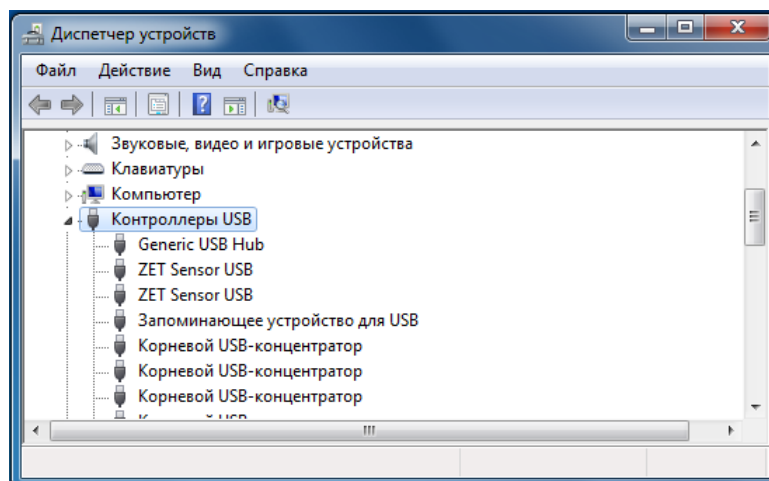 Диспетчер устройств
Файл Действие Вид Справка
Звуковые, видео и игровые устройства
Клавиатуры
Компьютер
Контроллеры USB
Generic USB Hub
ZET Sensor USB
ZET Sensor USB
Запоминающее устройство для USB
Корневой USB-концентратор
Корневой USB-концентратор
Корневой USB-концентратор